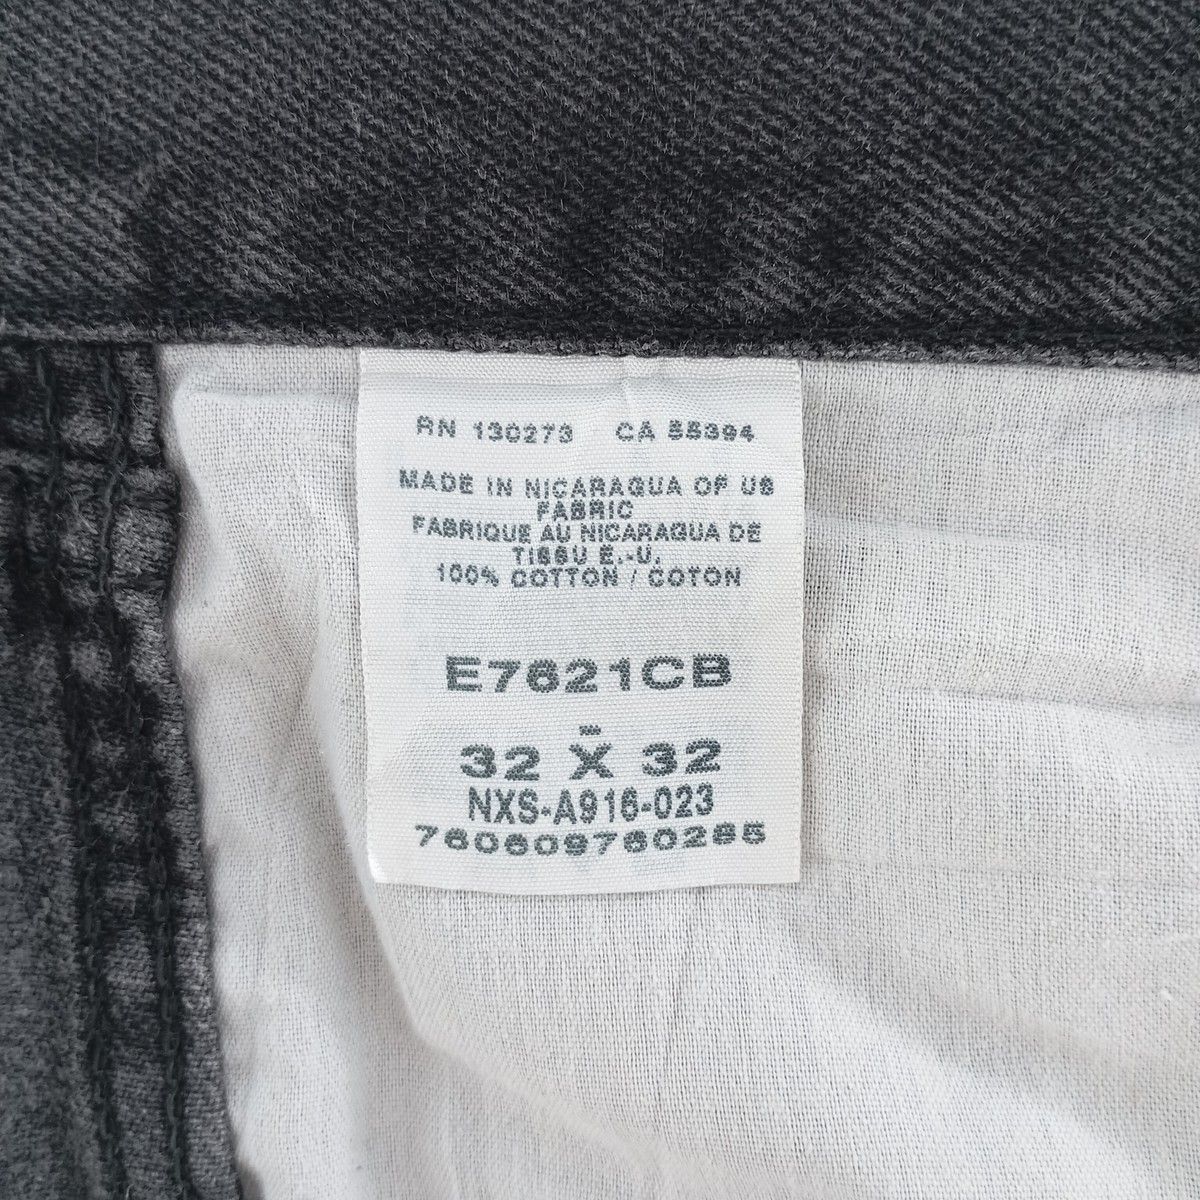 RN 130273 CA 55394
MADE IN NICARAGUA OF US
FABRIC
FABRIQUE AU NICARAGUA DE
TISSU E.-U.
100% COTTON / COTON
E7621CB
-
32 X 32
NXS-A916-023
760609760285